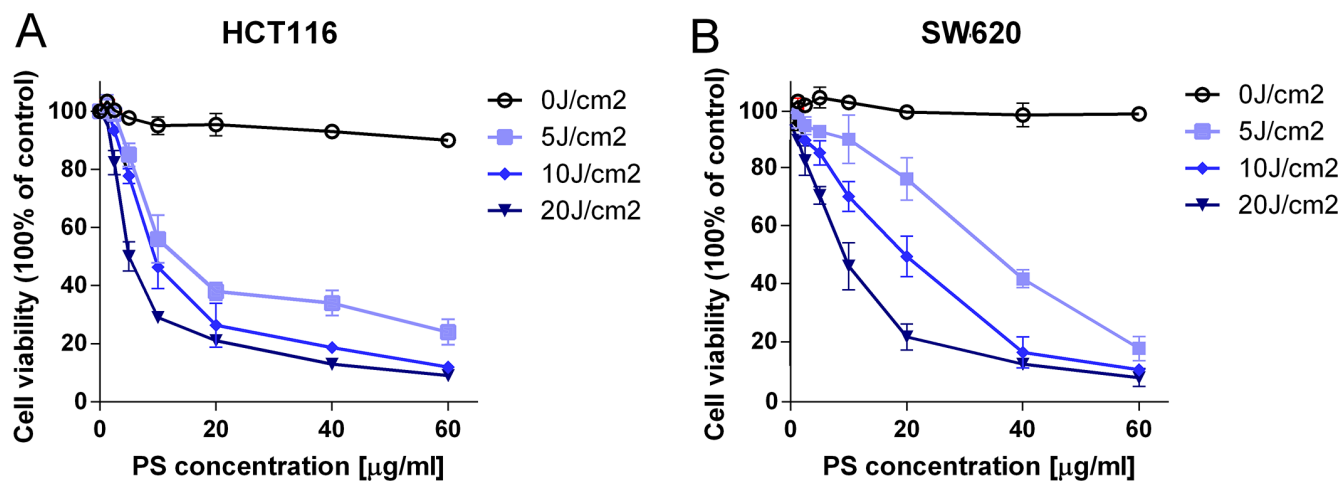 A
HCT116
Cell viability (100% of control)
100
80
60
40
20
0
0 20 40 60
PS concentration [µg/ml]
0J/cm2
5J/cm2
10J/cm2
20J/cm2
B
SW620
Cell viability (100% of control)
100
80
60
40
20
0
0 20 40 60
PS concentration [µg/ml]
0J/cm2
5J/cm2
10J/cm2
20J/cm2